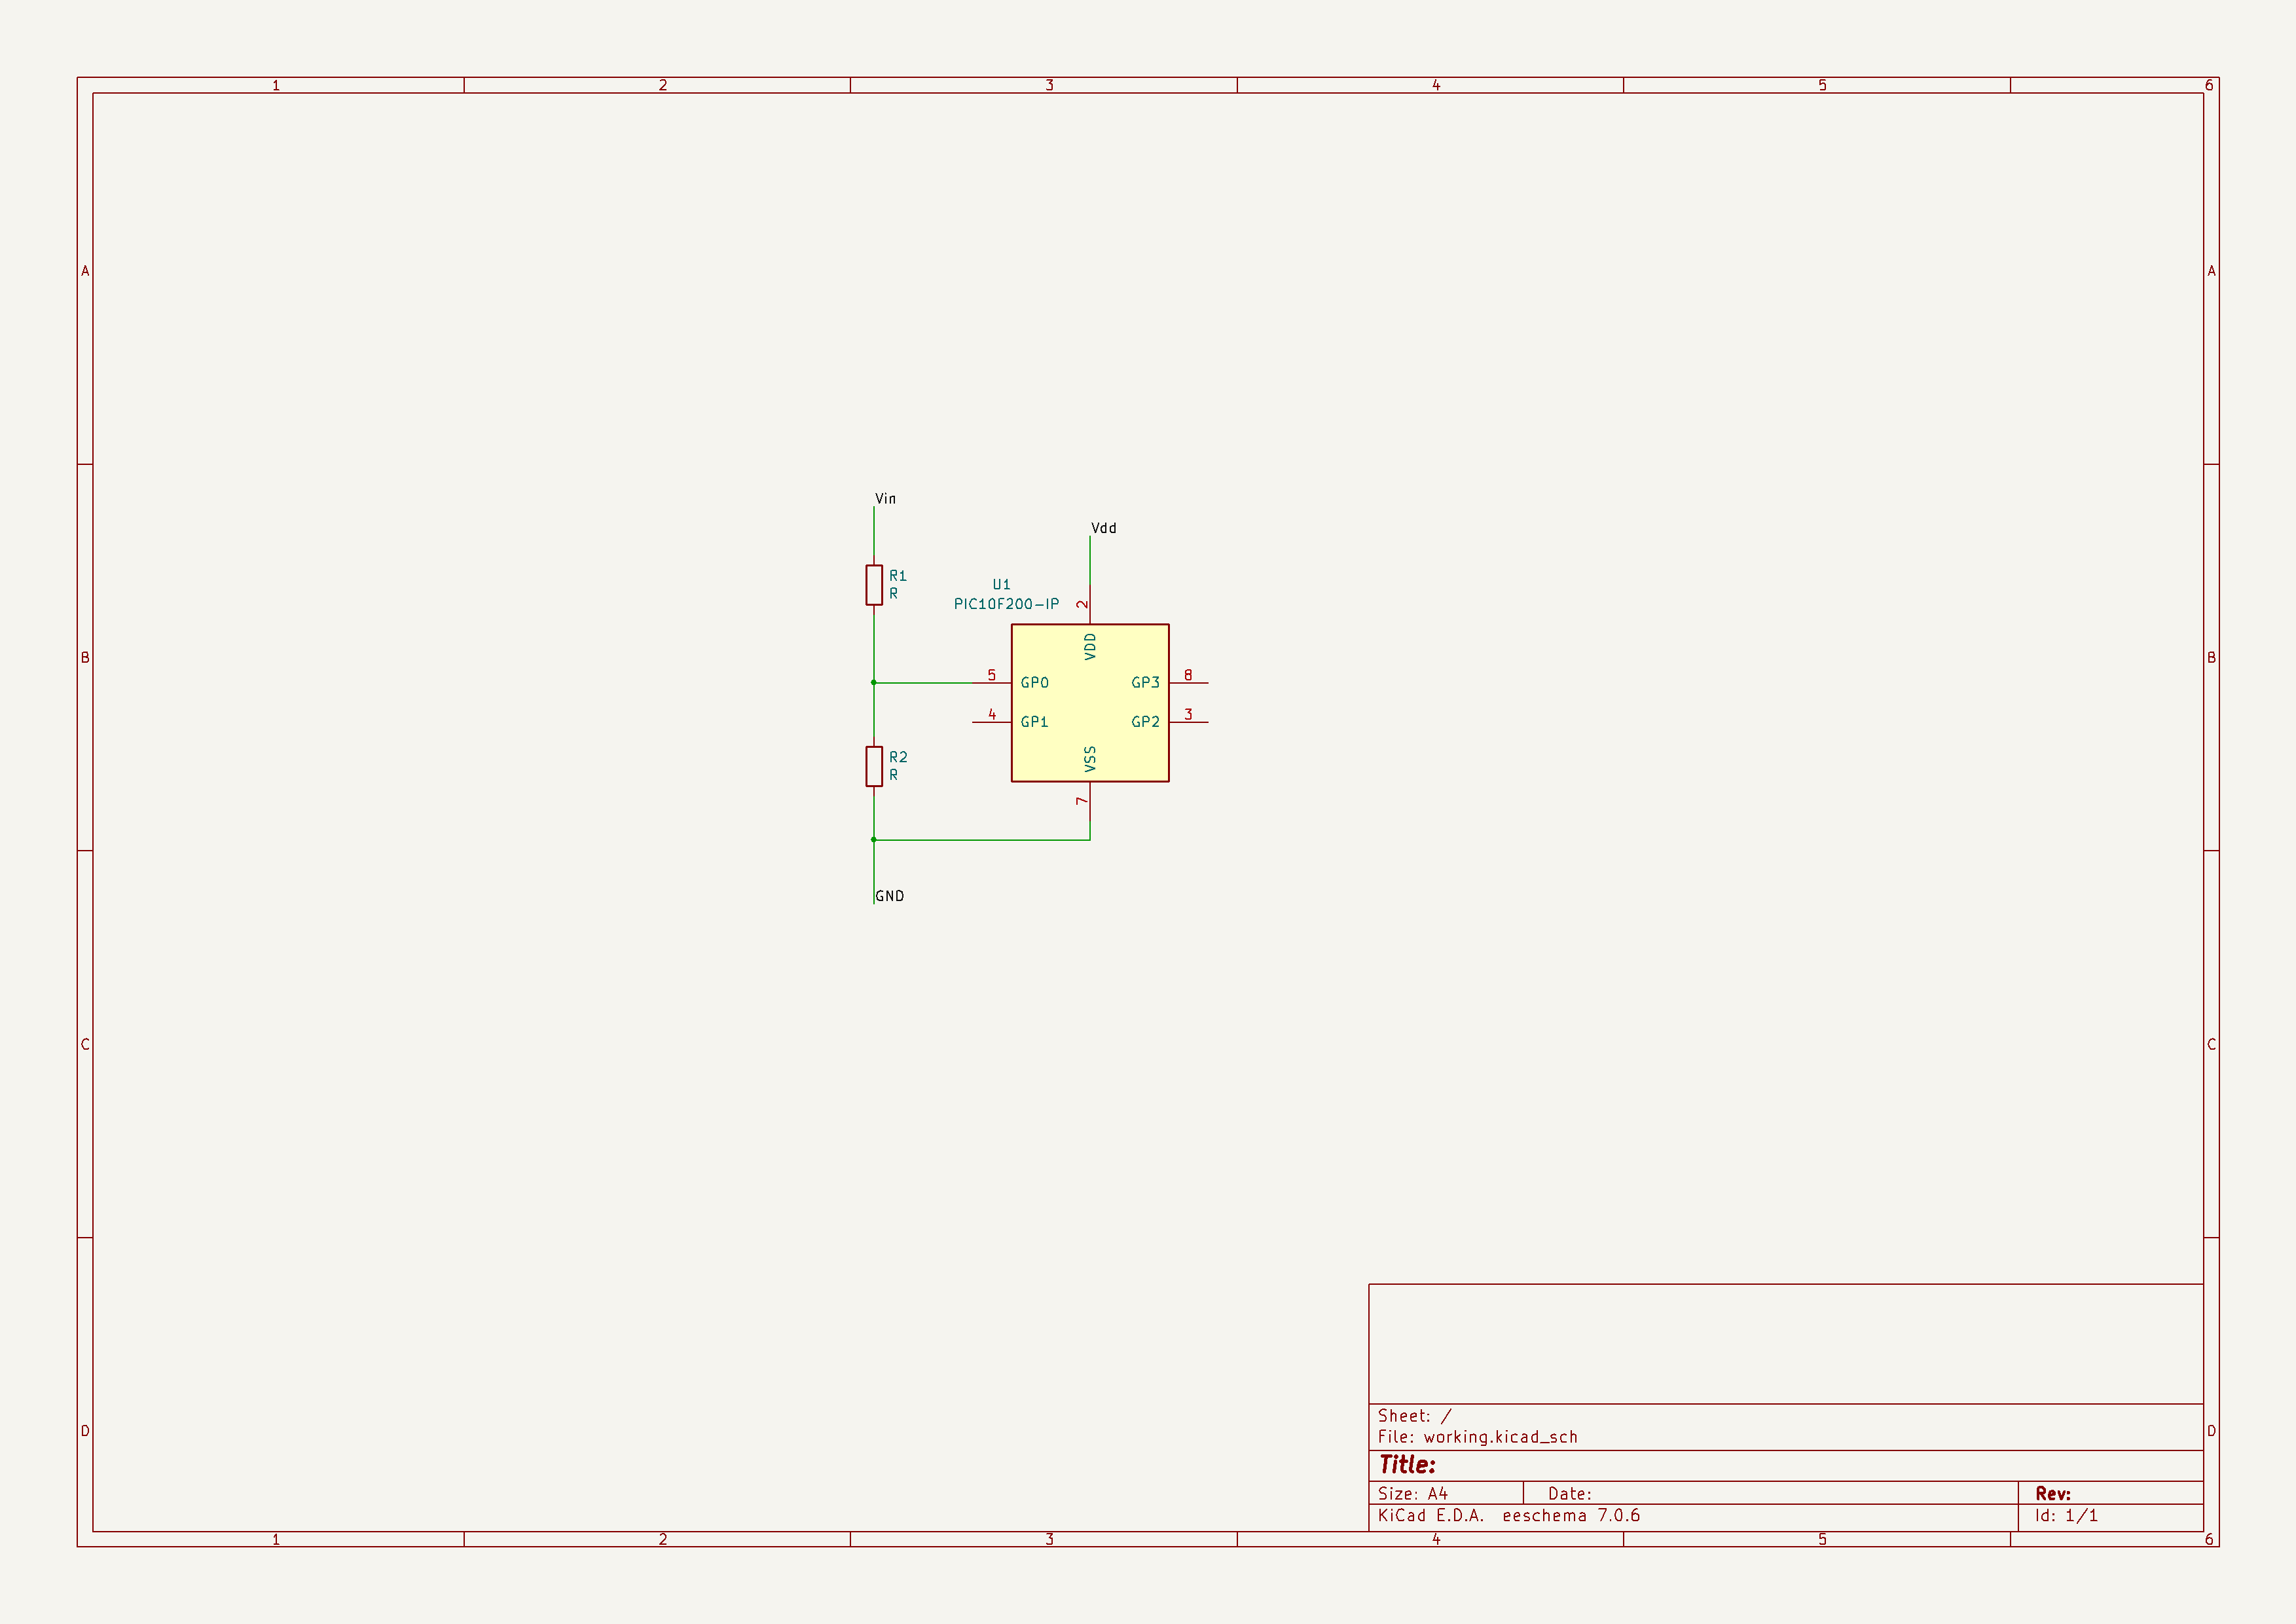 1 2 3 4 5 6
A A
Vin
Vdd
R1
R
U1
PIC10F200-IP
2
VDD
B B
5 GP0 GP3 8
4 GP1 GP2 3
R2
R
VSS
7
GND
C C
Sheet: /
File: working.kicad_sch
D D
Title:
Size: A4 Date: Rev:
KiCad E.D.A. eeschema 7.0.6 Id: 1/1
1 2 3 4 5 6